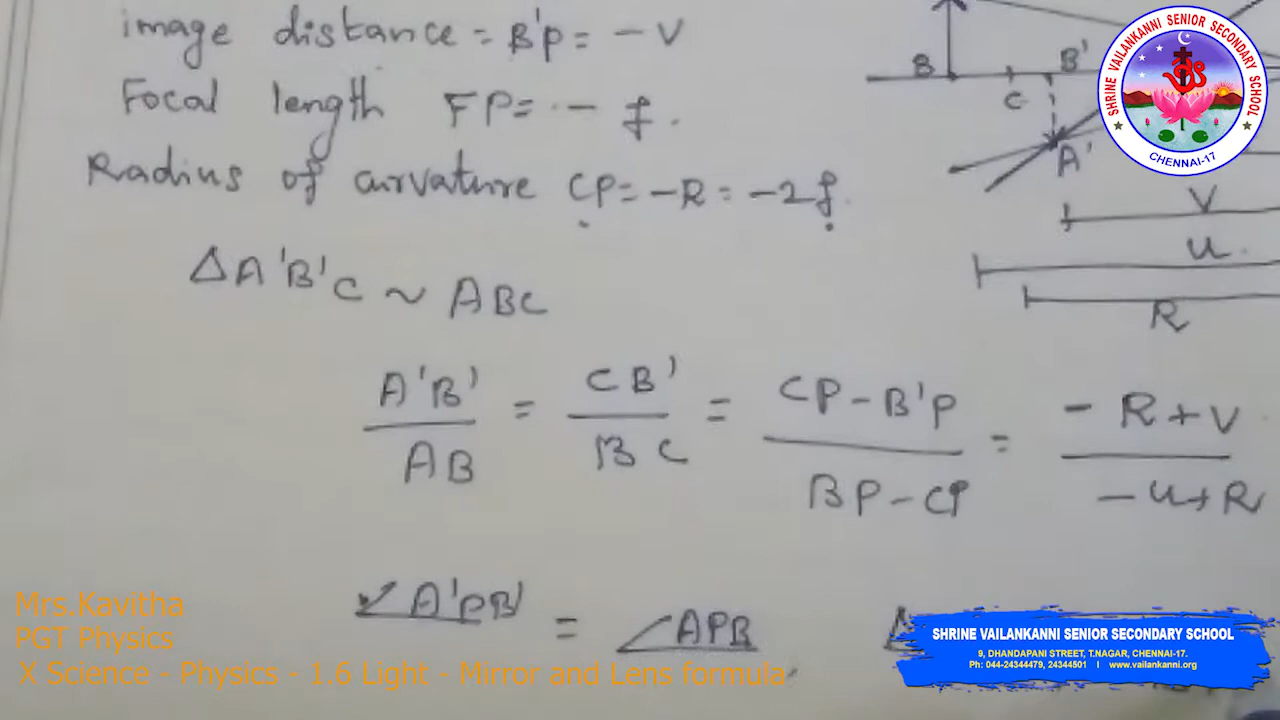 image distance = B'P = -V
Focal length FP = - f.
Radius of curvature CP = -R = -2f.
ΔA'B'C ~ ABC
A'B' / AB = CB' / BC = CP - B'P / BP - CP = -R+V / -u+R
∠A'PB' = ∠APB
B C B'
A'
V
u
R
SHRINE VAILANKANNI SENIOR SECONDARY SCHOOL
CHENNAI-17
Mrs.Kavitha
PGT Physics
X Science - Physics - 1.6 Light - Mirror and Lens formula
SHRINE VAILANKANNI SENIOR SECONDARY SCHOOL
9, DHANDAPANI STREET, T.NAGAR, CHENNAI-17.
Ph: 044-24344479, 24344501 | www.vailankanni.org